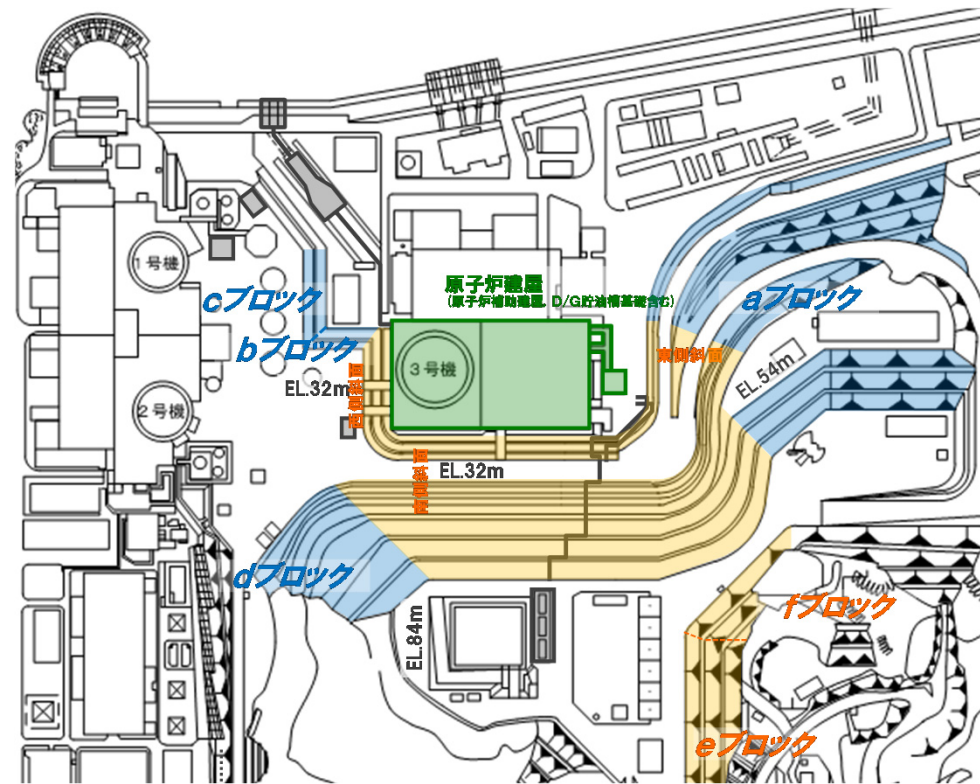 1号機
原子炉建屋
(原子炉補助建屋、D/G貯油槽基礎含む)
cブロック
aブロック
bブロック
東側斜面
3号機
EL.32m
西側斜面
EL.54m
2号機
EL.32m
南側斜面
dブロック
fブロック
EL.84m
eブロック